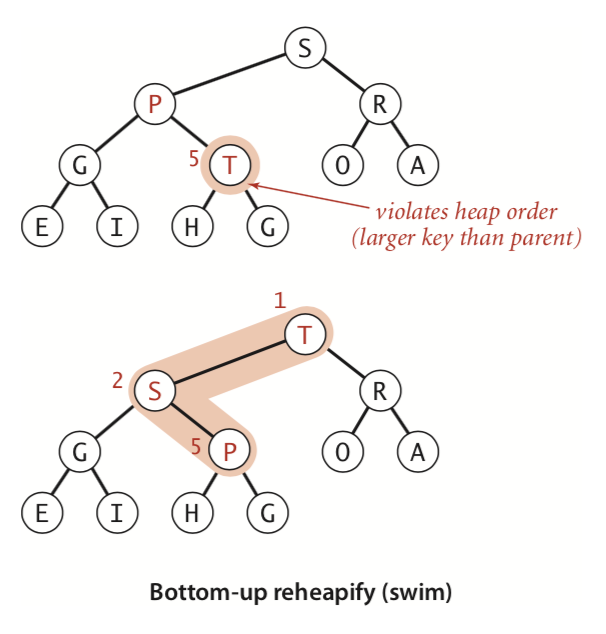 S
P
R
G
5
T
O
A
E
I
H
G
violates heap order
(larger key than parent)
1
T
2
S
R
G
5
P
O
A
E
I
H
G
Bottom-up reheapify (swim)